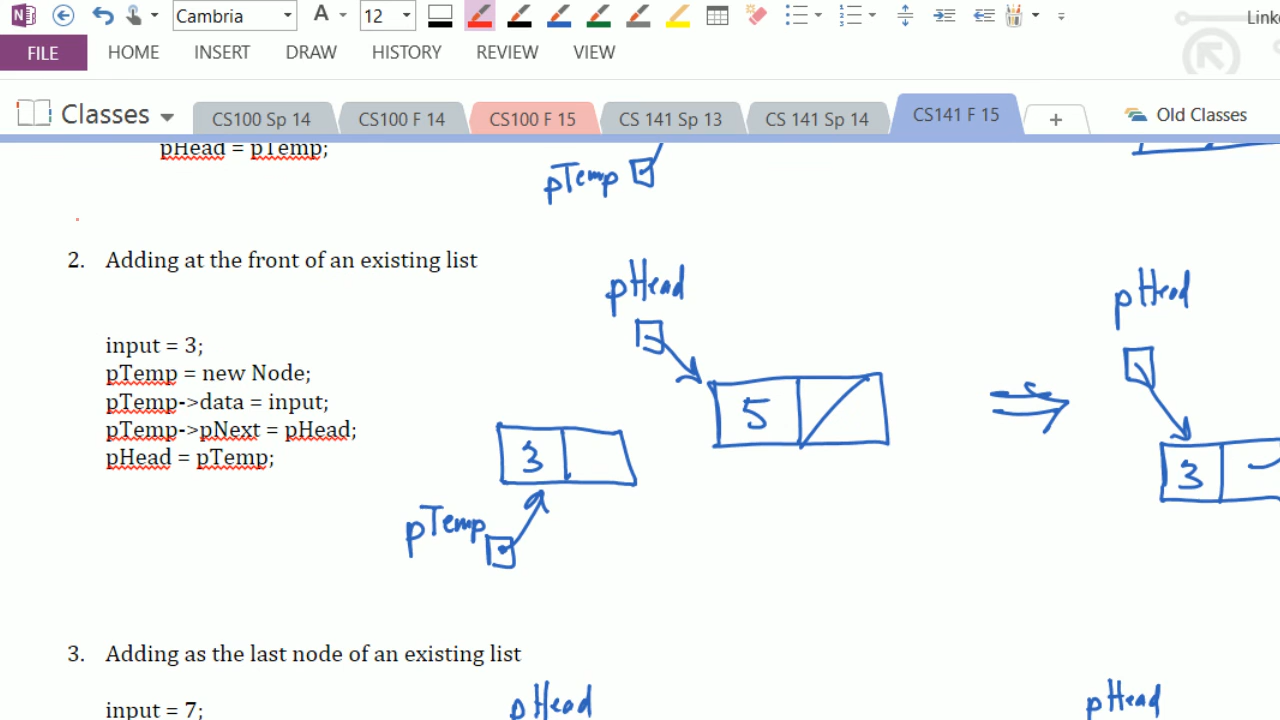 Cambria A 12
Linke
FILE HOME INSERT DRAW HISTORY REVIEW VIEW
Classes CS100 Sp 14 CS100 F 14 CS100 F 15 CS 141 Sp 13 CS 141 Sp 14 CS141 F 15 + Old Classes
pHead = pTemp;
pTemp
2. Adding at the front of an existing list
pHead
pHead
input = 3;
pTemp = new Node;
pTemp->data = input;
pTemp->pNext = pHead;
pHead = pTemp;
5
3
3
pTemp
3. Adding as the last node of an existing list
input = 7;
pHead
pHead